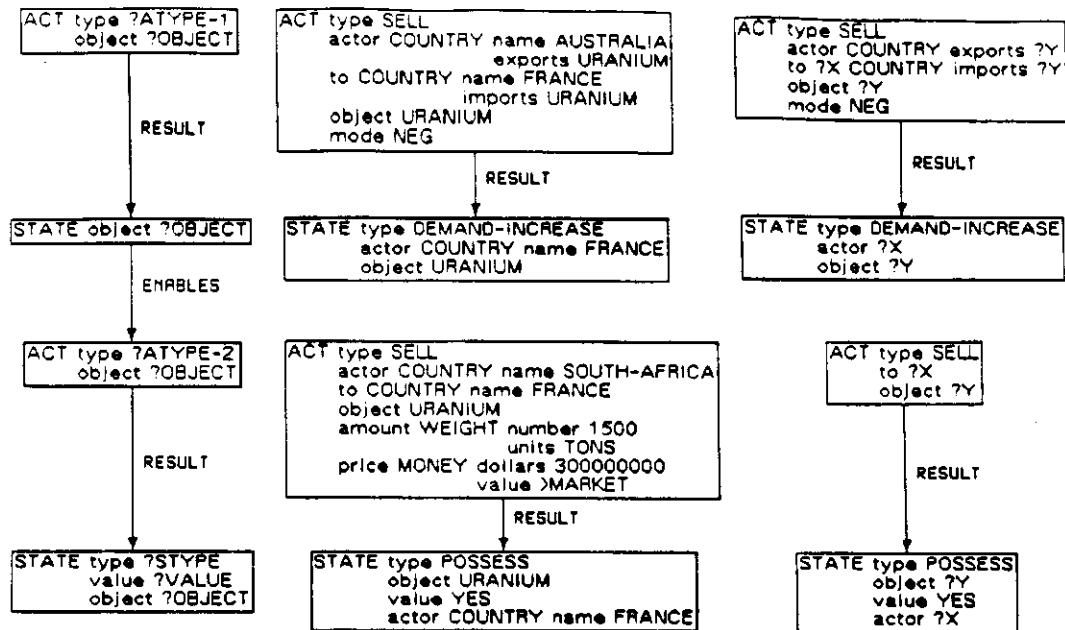 ACT type ?ATYPE-1
object ?OBJECT
RESULT
STATE object ?OBJECT
ENABLES
ACT type ?ATYPE-2
object ?OBJECT
RESULT
STATE type ?STYPE
value ?VALUE
object ?OBJECT
ACT type SELL
actor COUNTRY name AUSTRALIA
exports URANIUM
to COUNTRY name FRANCE
imports URANIUM
object URANIUM
mode NEG
RESULT
STATE type DEMAND-INCREASE
actor COUNTRY name FRANCE
object URANIUM
ACT type SELL
actor COUNTRY name SOUTH-AFRICA
to COUNTRY name FRANCE
object URANIUM
amount WEIGHT number 1500
units TONS
price MONEY dollars 300000000
value >MARKET
RESULT
STATE type POSSESS
object URANIUM
value YES
actor COUNTRY name FRANCE
ACT type SELL
actor COUNTRY exports ?Y
to ?X COUNTRY imports ?Y
object ?Y
mode NEG
RESULT
STATE type DEMAND-INCREASE
actor ?X
object ?Y
ACT type SELL
to ?X
object ?Y
RESULT
STATE type POSSESS
object ?Y
value YES
actor ?X